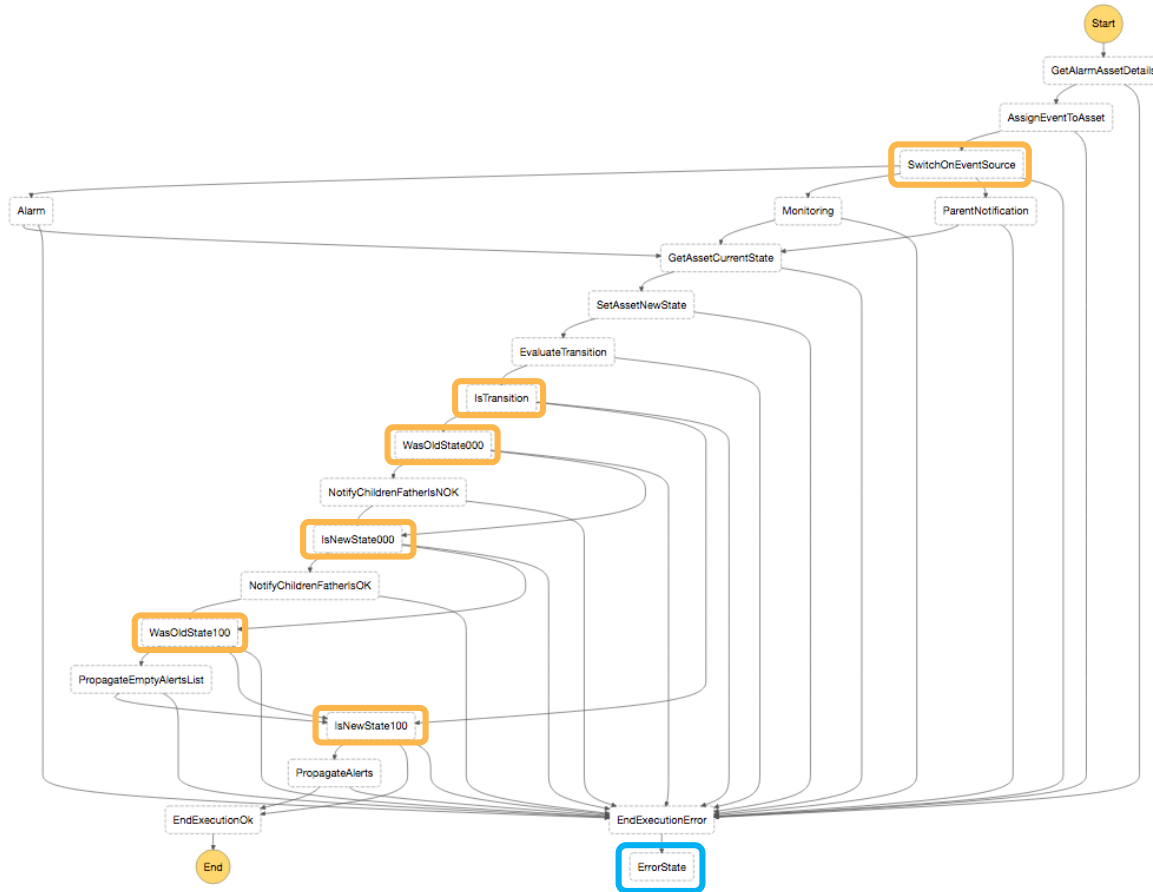 Start
GetAlarmAssetDetails
AssignEventToAsset
SwitchOnEventSource
Alarm
Monitoring
ParentNotification
GetAssetCurrentState
SetAssetNewState
EvaluateTransition
IsTransition
WasOldState000
NotifyChildrenFatherIsNOK
IsNewState000
NotifyChildrenFatherIsOK
WasOldState100
PropagateEmptyAlertsList
IsNewState100
PropagateAlerts
EndExecutionOk
EndExecutionError
End
ErrorState